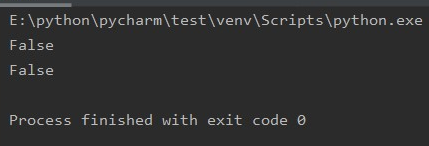 E:\python\pycharm\test\venv\Scripts\python.exe
False
False
Process finished with exit code 0